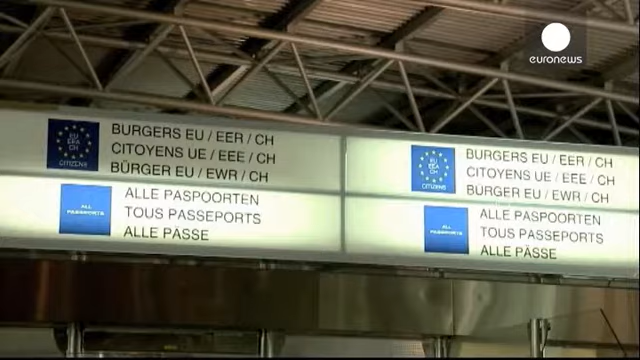 euronews
EU
EEA
CH
CITIZENS
BURGERS EU / EER / CH
CITOYENS UE / EEE / CH
BÜRGER EU / EWR / CH
ALL
PASSPORTS
ALLE PASPOORTEN
TOUS PASSEPORTS
ALLE PÄSSE
EU
EEA
CH
CITIZENS
BURGERS EU / EER / CH
CITOYENS UE / EEE / CH
BÜRGER EU / EWR / CH
ALL
PASSPORTS
ALLE PASPOORTEN
TOUS PASSEPORTS
ALLE PÄSSE